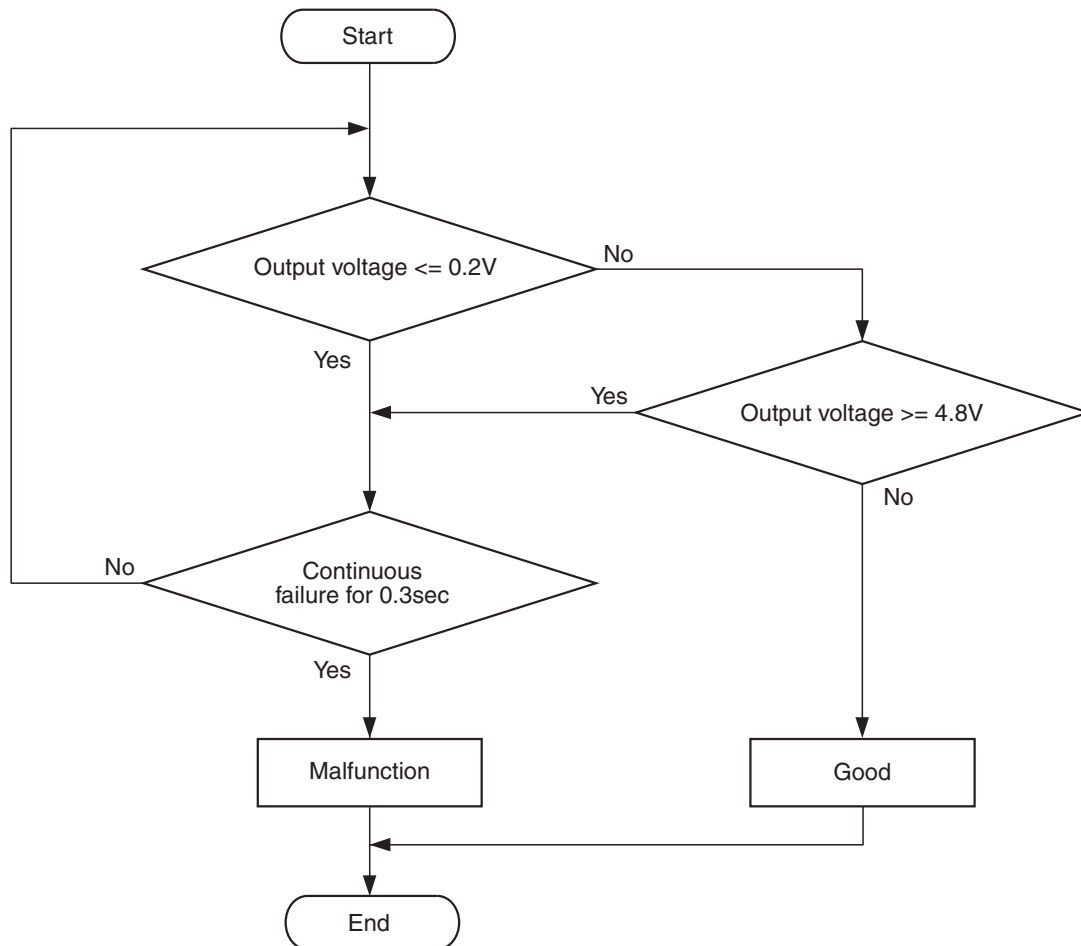 Start
Output voltage <= 0.2V
No
Yes
Yes
Output voltage >= 4.8V
No
No
Continuous
failure for 0.3sec
Yes
Malfunction
Good
End